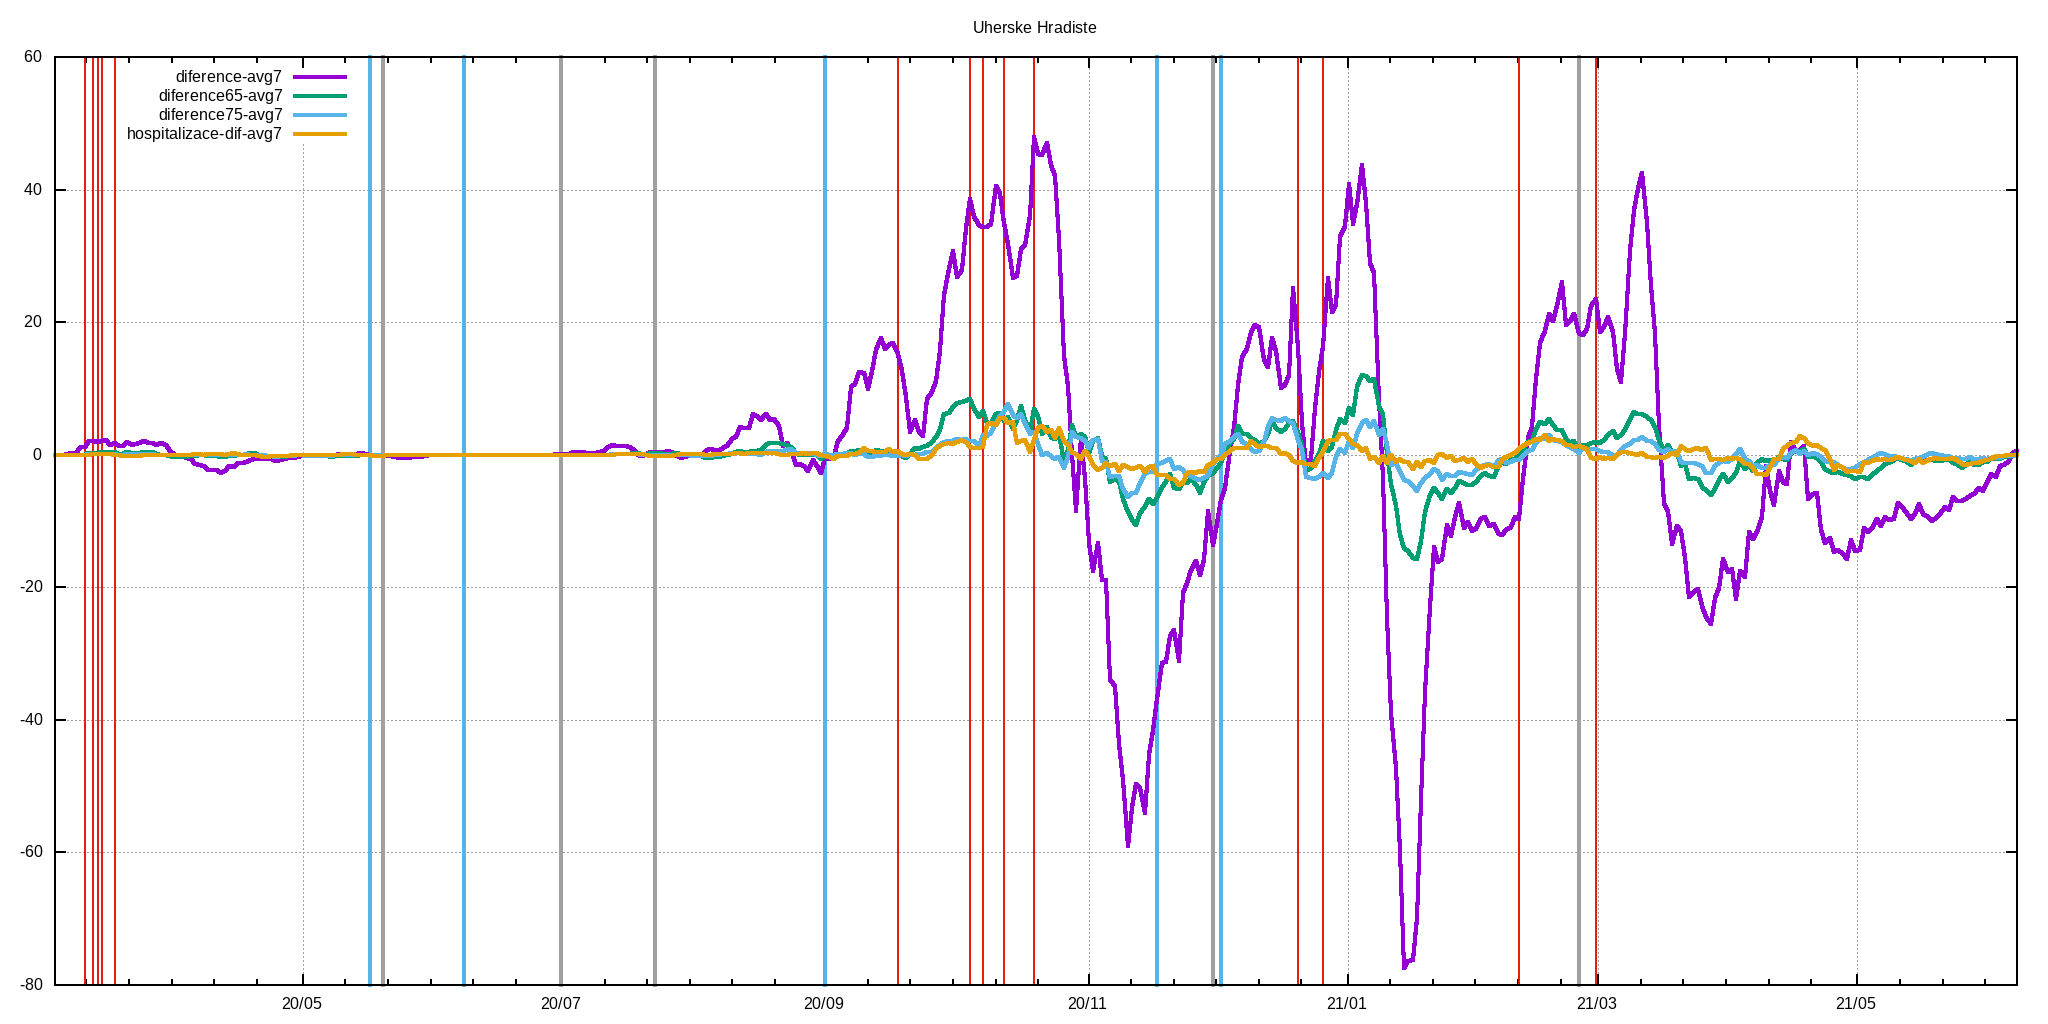 Uherske Hradiste
diference-avg7
diference65-avg7
diference75-avg7
hospitalizace-dif-avg7
60
40
20
0
-20
-40
-60
-80
20/05 20/07 20/09 20/11 21/01 21/03 21/05